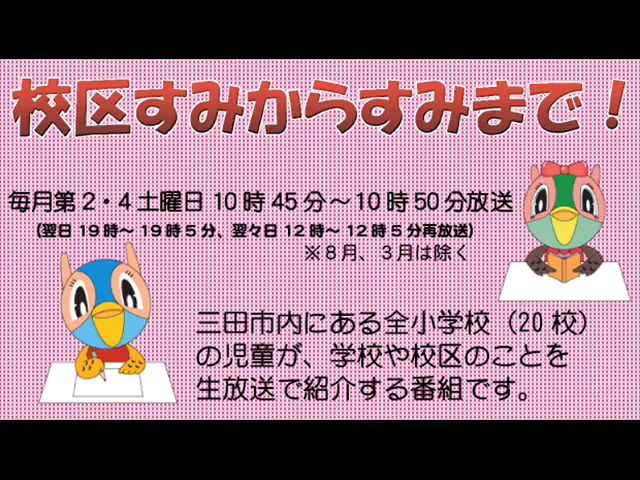 校区すみからすみまで！
毎月第2・4土曜日10時45分～10時50分放送
（翌日19時～19時5分、翌々日12時～12時5分再放送）
※8月、3月は除く
三田市内にある全小学校（20校）
の児童が、学校や校区のことを
生放送で紹介する番組です。